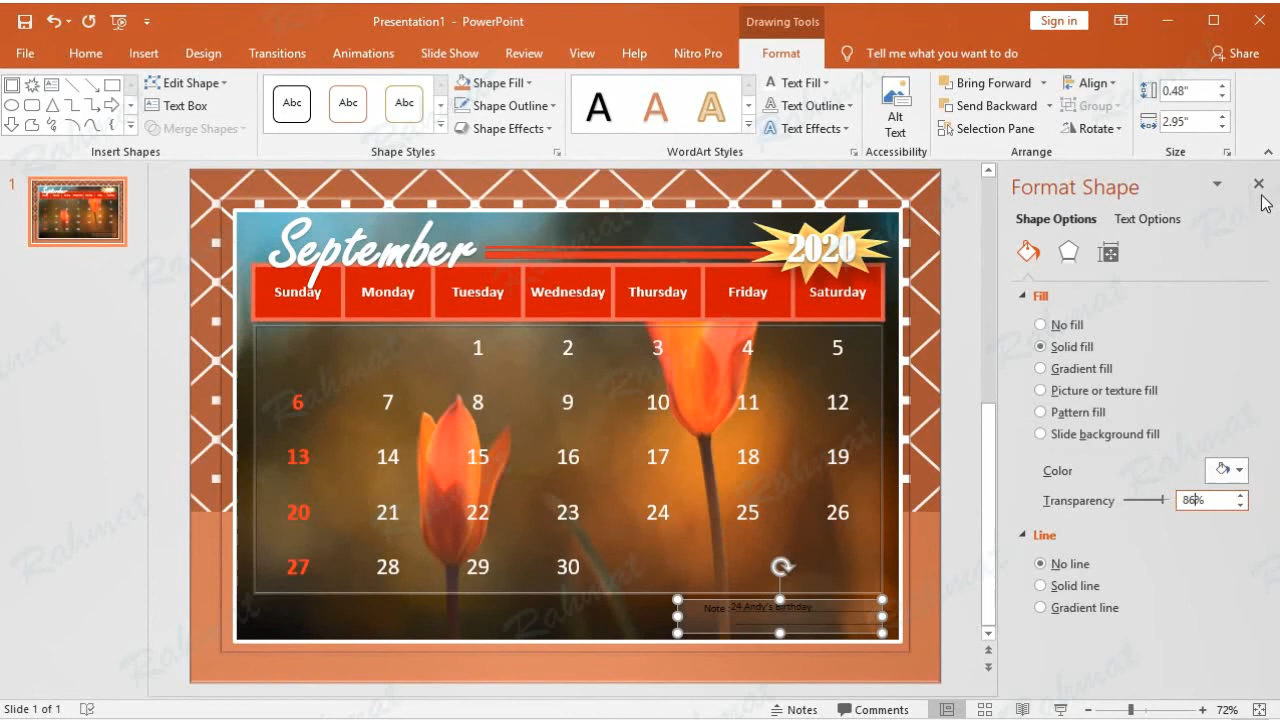 Presentation1 - PowerPoint
Drawing Tools
Sign in
File Home Insert Design Transitions Animations Slide Show Review View Help Nitro Pro Format Tell me what you want to do Share
Edit Shape
Text Box
Merge Shapes
Insert Shapes
Abc Abc Abc
Shape Fill
Shape Outline
Shape Effects
Shape Styles
A A A
Text Fill
Text Outline
Text Effects
WordArt Styles
Alt
Text
Accessibility
Bring Forward
Send Backward
Selection Pane
Align
Group
Rotate
Arrange
0.48"
2.95"
Size
1
September
2020
Sunday Monday Tuesday Wednesday Thursday Friday Saturday
1 2 3 4 5
6 7 8 9 10 11 12
13 14 15 16 17 18 19
20 21 22 23 24 25 26
27 28 29 30
Note : 24 Andy's Birthday
Format Shape
Shape Options Text Options
Fill
No fill
Solid fill
Gradient fill
Picture or texture fill
Pattern fill
Slide background fill
Color
Transparency 86%
Line
No line
Solid line
Gradient line
Slide 1 of 1
Notes Comments 72%
Rahmat